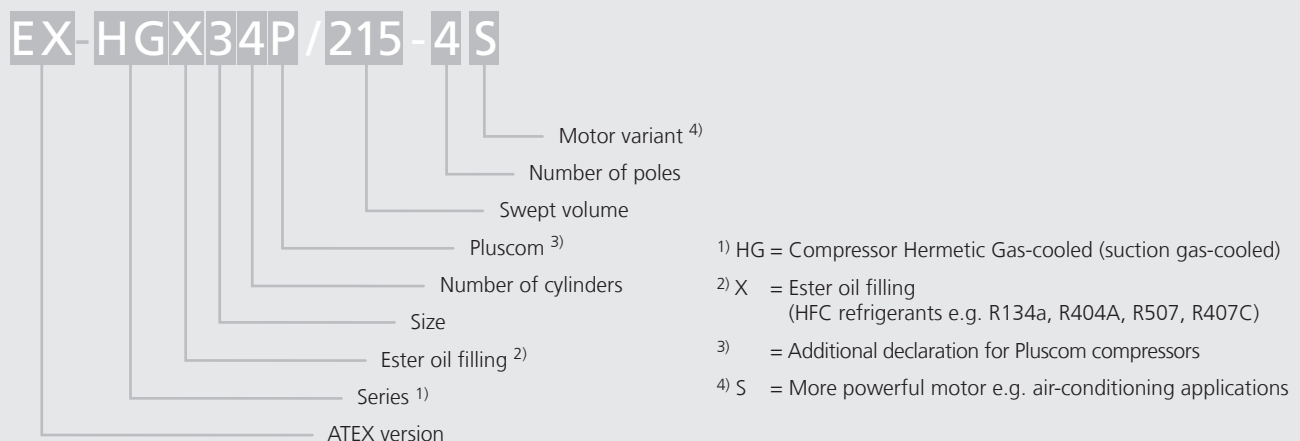 EX-HGX34P/215-4 S
Motor variant 4)
Number of poles
Swept volume
Pluscom 3)
Number of cylinders
Size
Ester oil filling 2)
Series 1)
ATEX version
1) HG = Compressor Hermetic Gas-cooled (suction gas-cooled)
2) X = Ester oil filling
(HFC refrigerants e.g. R134a, R404A, R507, R407C)
3) = Additional declaration for Pluscom compressors
4) S = More powerful motor e.g. air-conditioning applications